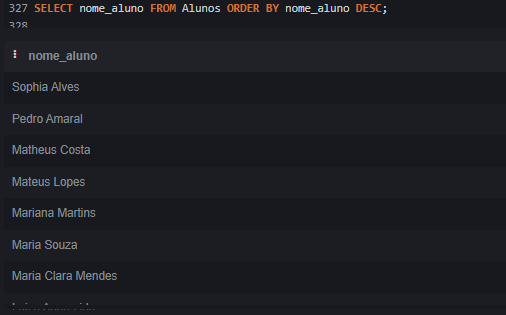 327 SELECT nome_aluno FROM Alunos ORDER BY nome_aluno DESC;
328
nome_aluno
Sophia Alves
Pedro Amaral
Matheus Costa
Mateus Lopes
Mariana Martins
Maria Souza
Maria Clara Mendes